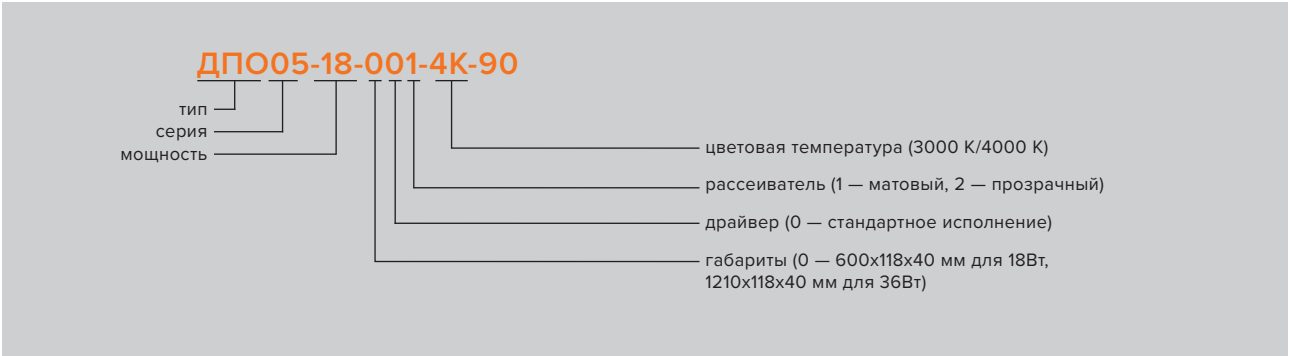 ДПО05-18-001-4К-90
тип
серия
мощность
цветовая температура (3000 К/4000 К)
рассеиватель (1 — матовый, 2 — прозрачный)
драйвер (0 — стандартное исполнение)
габариты (0 — 600х118х40 мм для 18Вт,
1210х118х40 мм для 36Вт)